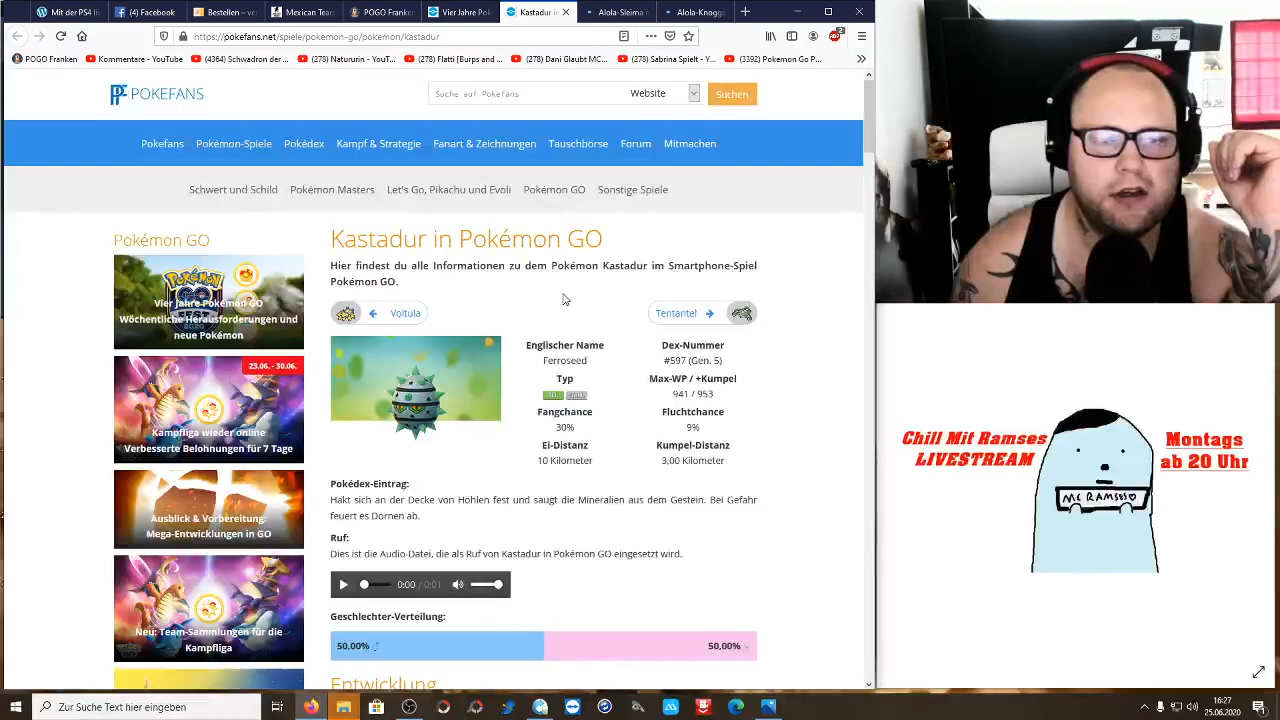 Mit der PS4 li
(4) Facebook
Bestellen – ver
Mexican Team
POGO Franken
Vier Jahre Pok
Kastadur in
Alola-Sleima i
Alola-Knogga
https://pokefans.net/spiele/pokemon-go/pokemon/kastadur
POGO Franken
Kommentare - YouTube
(4364) Schwadron der ...
(278) Naturunin - YouT...
(278) Flatti [Burps and ...
(278) Dani Glaubt MC...
(278) Sabrina Spielt - Y...
(3392) Pokemon Go P...
POKEFANS
Suche auf Pokefans
Website
Suchen
Pokefans
Pokémon-Spiele
Pokédex
Kampf & Strategie
Fanart & Zeichnungen
Tauschbörse
Forum
Mitmachen
Schwert und Schild
Pokémon Masters
Let's Go, Pikachu und Evoli
Pokémon GO
Sonstige Spiele
Pokémon GO
Vier Jahre Pokémon GO
Wöchentliche Herausforderungen und
neue Pokémon
23.06. - 30.06.
Kampfliga wieder online
Verbesserte Belohnungen für 7 Tage
Ausblick & Vorbereitung:
Mega-Entwicklungen in GO
Neu: Team-Sammlungen für die
Kampfliga
Kastadur in Pokémon GO
Hier findest du alle Informationen zu dem Pokémon Kastadur im Smartphone-Spiel
Pokémon GO.
Voltula
Tentantel
Englischer Name
Ferroseed
Dex-Nummer
#597 (Gen. 5)
Typ
Max-WP / +Kumpel
941 / 953
Fangchance
30%
Fluchtchance
9%
Ei-Distanz
10 Kilometer
Kumpel-Distanz
3,00 Kilometer
Pokédex-Eintrag:
Hakt sich an der Decke von Höhlen fest und saugt die Mineralien aus dem Gestein. Bei Gefahr
feuert es Dornen ab.
Ruf:
Dies ist die Audio-Datei, die als Ruf von Kastadur in Pokémon GO eingesetzt wird.
0:00 / 0:01
Geschlechter-Verteilung:
50,00%
50,00%
Entwicklung
Chill Mit Ramses
LIVESTREAM
Montags
ab 20 Uhr
MC RAMSES
Zur Suche Text hier eingeben
16:27
25.06.2020